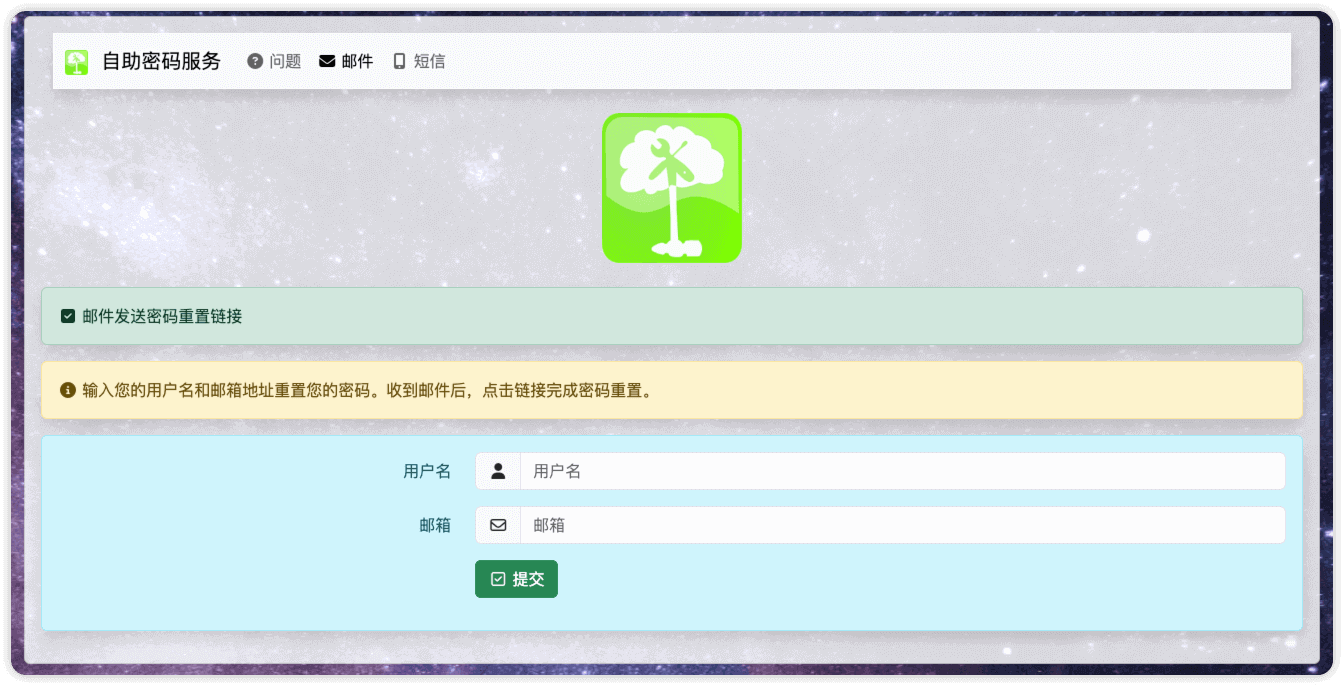 自助密码服务 问题 邮件 短信
邮件发送密码重置链接
输入您的用户名和邮箱地址重置您的密码。收到邮件后，点击链接完成密码重置。
用户名 用户名
邮箱 邮箱
提交